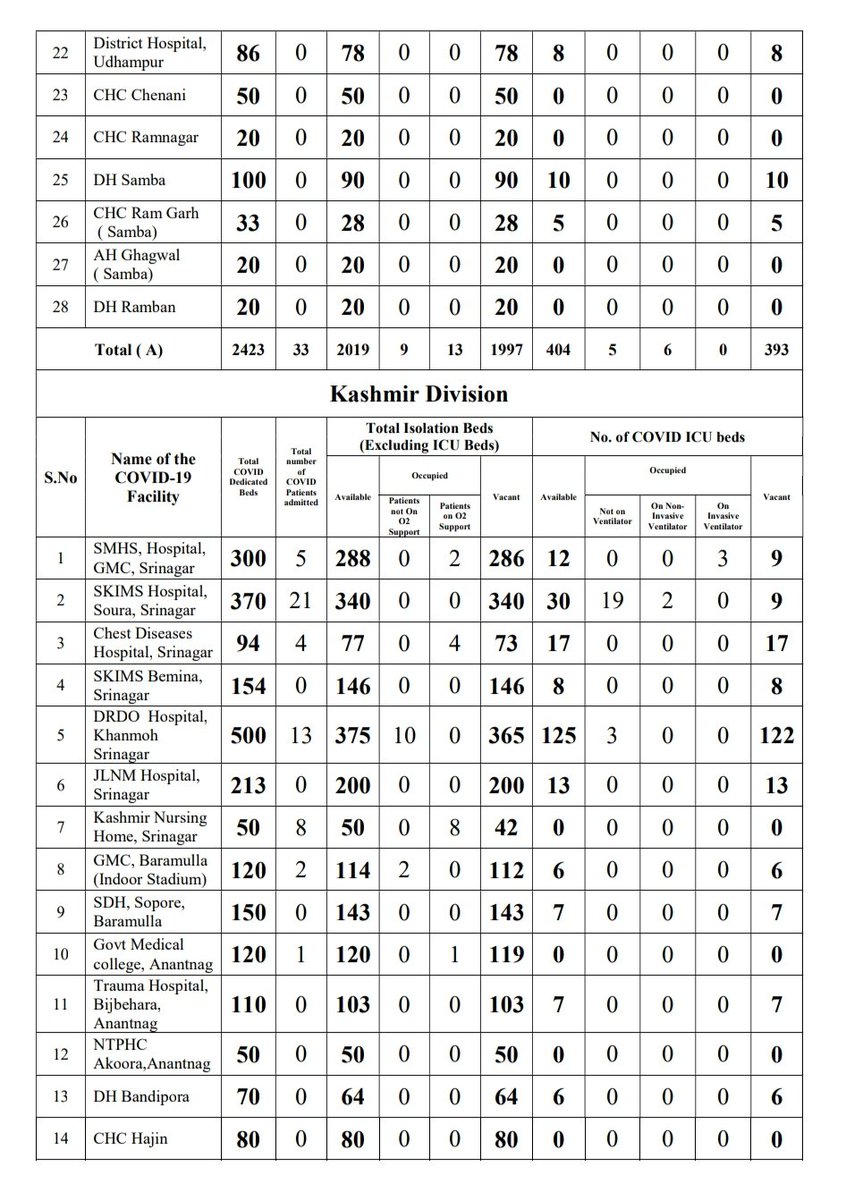 22 District Hospital, Udhampur 86 0 78 0 0 78 8 0 0 0 8
23 CHC Chenani 50 0 50 0 0 50 0 0 0 0 0
24 CHC Ramnagar 20 0 20 0 0 20 0 0 0 0 0
25 DH Samba 100 0 90 0 0 90 10 0 0 0 10
26 CHC Ram Garh ( Samba) 33 0 28 0 0 28 5 0 0 0 5
27 AH Ghagwal ( Samba) 20 0 20 0 0 20 0 0 0 0 0
28 DH Ramban 20 0 20 0 0 20 0 0 0 0 0
Total ( A) 2423 33 2019 9 13 1997 404 5 6 0 393
Kashmir Division
S.No
Name of the COVID-19 Facility
Total COVID Dedicated Beds
Total number of COVID Patients admitted
Total Isolation Beds (Excluding ICU Beds)
Available
Occupied
Patients not On O2 Support
Patients on O2 Support
Vacant
No. of COVID ICU beds
Available
Occupied
Not on Ventilator
On Non-Invasive Ventilator
On Invasive Ventilator
Vacant
1 SMHS, Hospital, GMC, Srinagar 300 5 288 0 2 286 12 0 0 3 9
2 SKIMS Hospital, Soura, Srinagar 370 21 340 0 0 340 30 19 2 0 9
3 Chest Diseases Hospital, Srinagar 94 4 77 0 4 73 17 0 0 0 17
4 SKIMS Bemina, Srinagar 154 0 146 0 0 146 8 0 0 0 8
5 DRDO Hospital, Khanmoh Srinagar 500 13 375 10 0 365 125 3 0 0 122
6 JLNM Hospital, Srinagar 213 0 200 0 0 200 13 0 0 0 13
7 Kashmir Nursing Home, Srinagar 50 8 50 0 8 42 0 0 0 0 0
8 GMC, Baramulla (Indoor Stadium) 120 2 114 2 0 112 6 0 0 0 6
9 SDH, Sopore, Baramulla 150 0 143 0 0 143 7 0 0 0 7
10 Govt Medical college, Anantnag 120 1 120 0 1 119 0 0 0 0 0
11 Trauma Hospital, Bijbehara, Anantnag 110 0 103 0 0 103 7 0 0 0 7
12 NTPHC Akoora,Anantnag 50 0 50 0 0 50 0 0 0 0 0
13 DH Bandipora 70 0 64 0 0 64 6 0 0 0 6
14 CHC Hajin 80 0 80 0 0 80 0 0 0 0 0